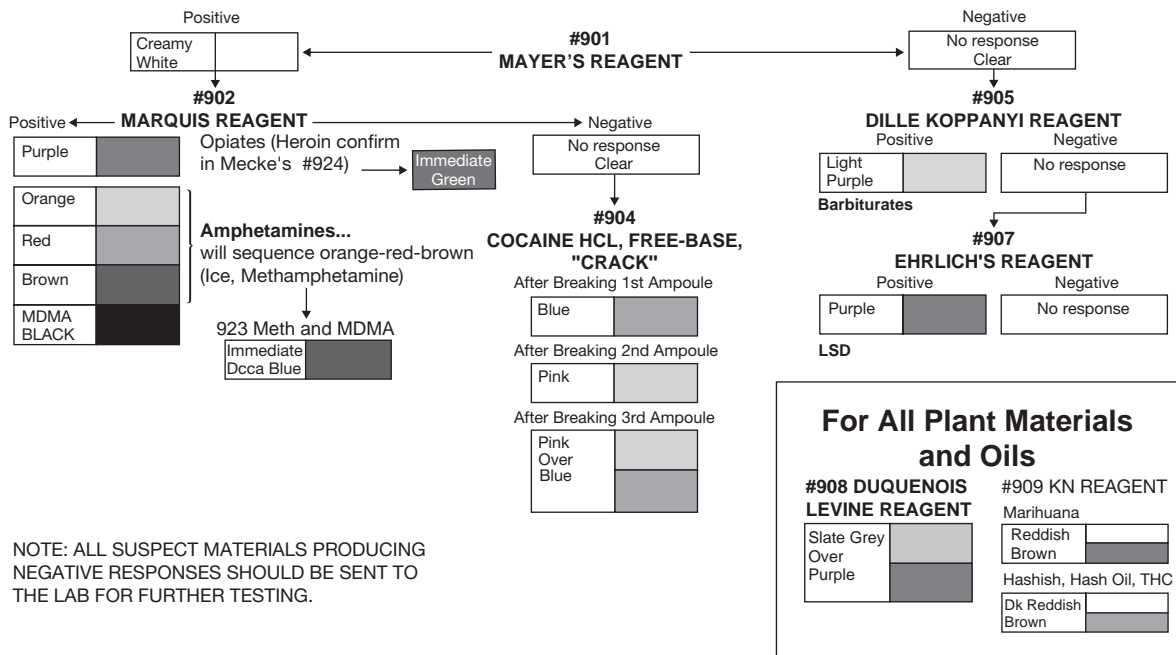 Positive
Negative
Creamy
White
#901
MAYER'S REAGENT
No response
Clear
#902
MARQUIS REAGENT
Positive
Negative
Purple
Opiates (Heroin confirm
in Mecke's #924)
Immediate
Green
No response
Clear
Orange
Red
Brown
MDMA
BLACK
Amphetamines...
will sequence orange-red-brown
(Ice, Methamphetamine)
923 Meth and MDMA
Immediate
Dcca Blue
#904
COCAINE HCL, FREE-BASE,
"CRACK"
After Breaking 1st Ampoule
Blue
After Breaking 2nd Ampoule
Pink
After Breaking 3rd Ampoule
Pink
Over
Blue
#905
DILLE KOPPANYI REAGENT
Positive
Negative
Light
Purple
No response
Barbiturates
#907
EHRLICH'S REAGENT
Positive
Negative
Purple
No response
LSD
For All Plant Materials
and Oils
#908 DUQUENOIS
LEVINE REAGENT
Slate Grey
Over
Purple
#909 KN REAGENT
Marihuana
Reddish
Brown
Hashish, Hash Oil, THC
Dk Reddish
Brown
NOTE: ALL SUSPECT MATERIALS PRODUCING
NEGATIVE RESPONSES SHOULD BE SENT TO
THE LAB FOR FURTHER TESTING.